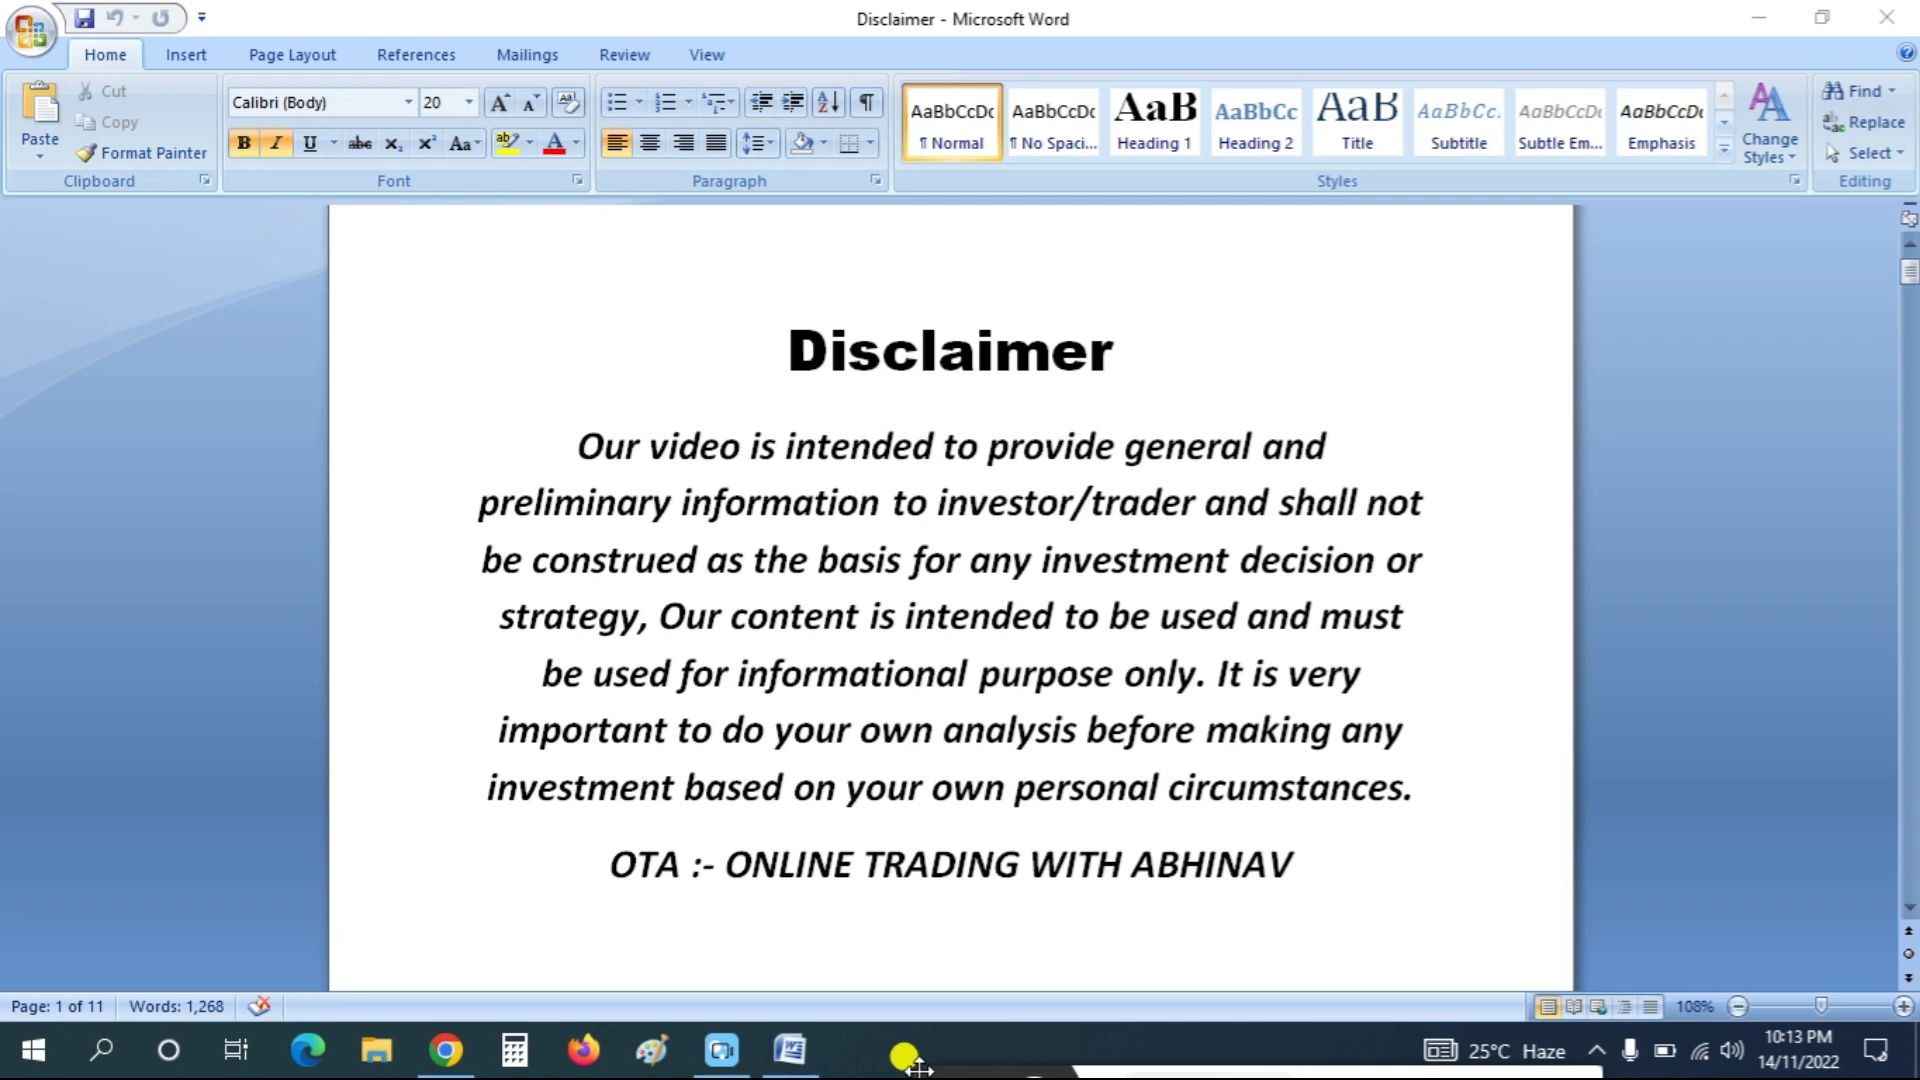 Disclaimer - Microsoft Word
Home Insert Page Layout References Mailings Review View
Paste
Cut
Copy
Format Painter
Clipboard
Calibri (Body) 20
B I U abc x₂ x² Aa
Font
Paragraph
AaBbCcDc AaBbCcDc AaB AaBbCc AaB AaBbCc. AaBbCcDc AaBbCcDc
¶ Normal ¶ No Spaci... Heading 1 Heading 2 Title Subtitle Subtle Em... Emphasis
Change
Styles
Styles
Find
Replace
Select
Editing
Disclaimer
Our video is intended to provide general and
preliminary information to investor/trader and shall not
be construed as the basis for any investment decision or
strategy, Our content is intended to be used and must
be used for informational purpose only. It is very
important to do your own analysis before making any
investment based on your own personal circumstances.
OTA :- ONLINE TRADING WITH ABHINAV
Page: 1 of 11 Words: 1,268 108%
25°C Haze
10:13 PM
14/11/2022